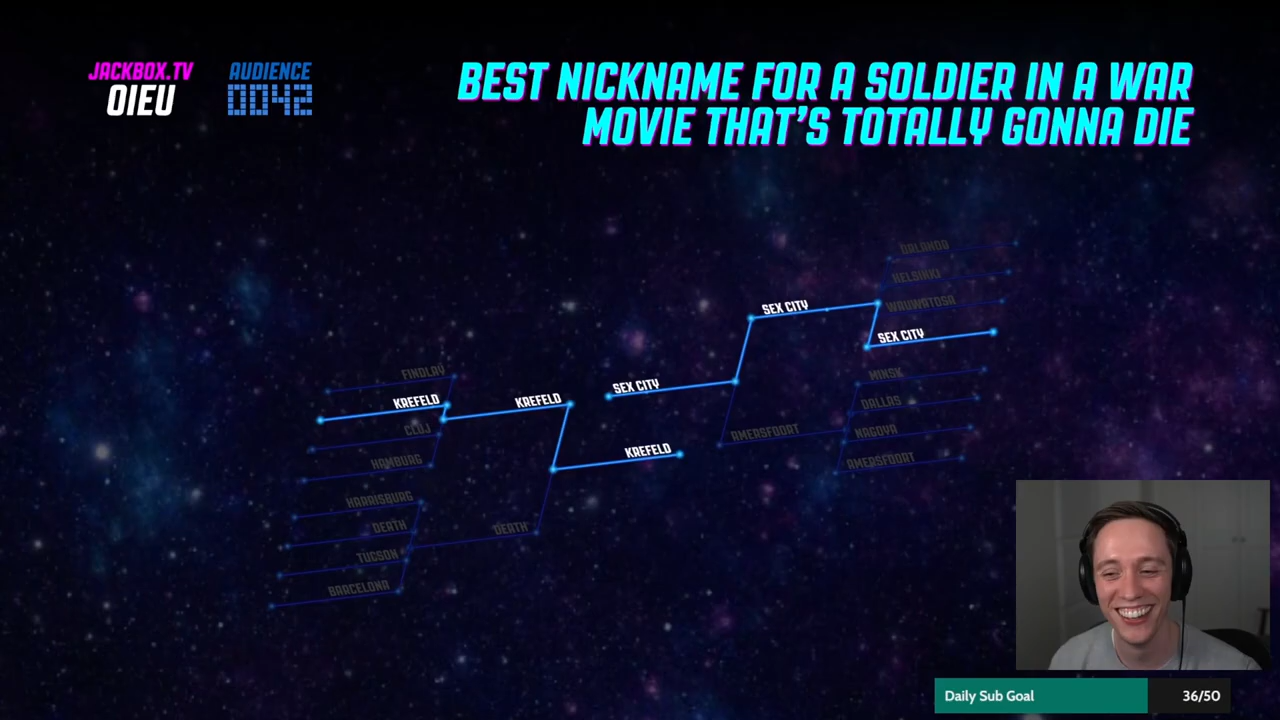 JACKBOX.TV
OIEU
AUDIENCE
0042
BEST NICKNAME FOR A SOLDIER IN A WAR
MOVIE THAT'S TOTALLY GONNA DIE
FINDLAY
KREFELD
CLUJ
HAMBURG
HARRISBURG
DEATH
TUCSON
BARCELONA
KREFELD
DEATH
KREFELD
SEX CITY
SEX CITY
AMERSFOORT
ORLANDO
HELSINKI
WAUWATOSA
SEX CITY
MINSK
DALLAS
NAGOYA
AMERSFOORT
Daily Sub Goal
36/50